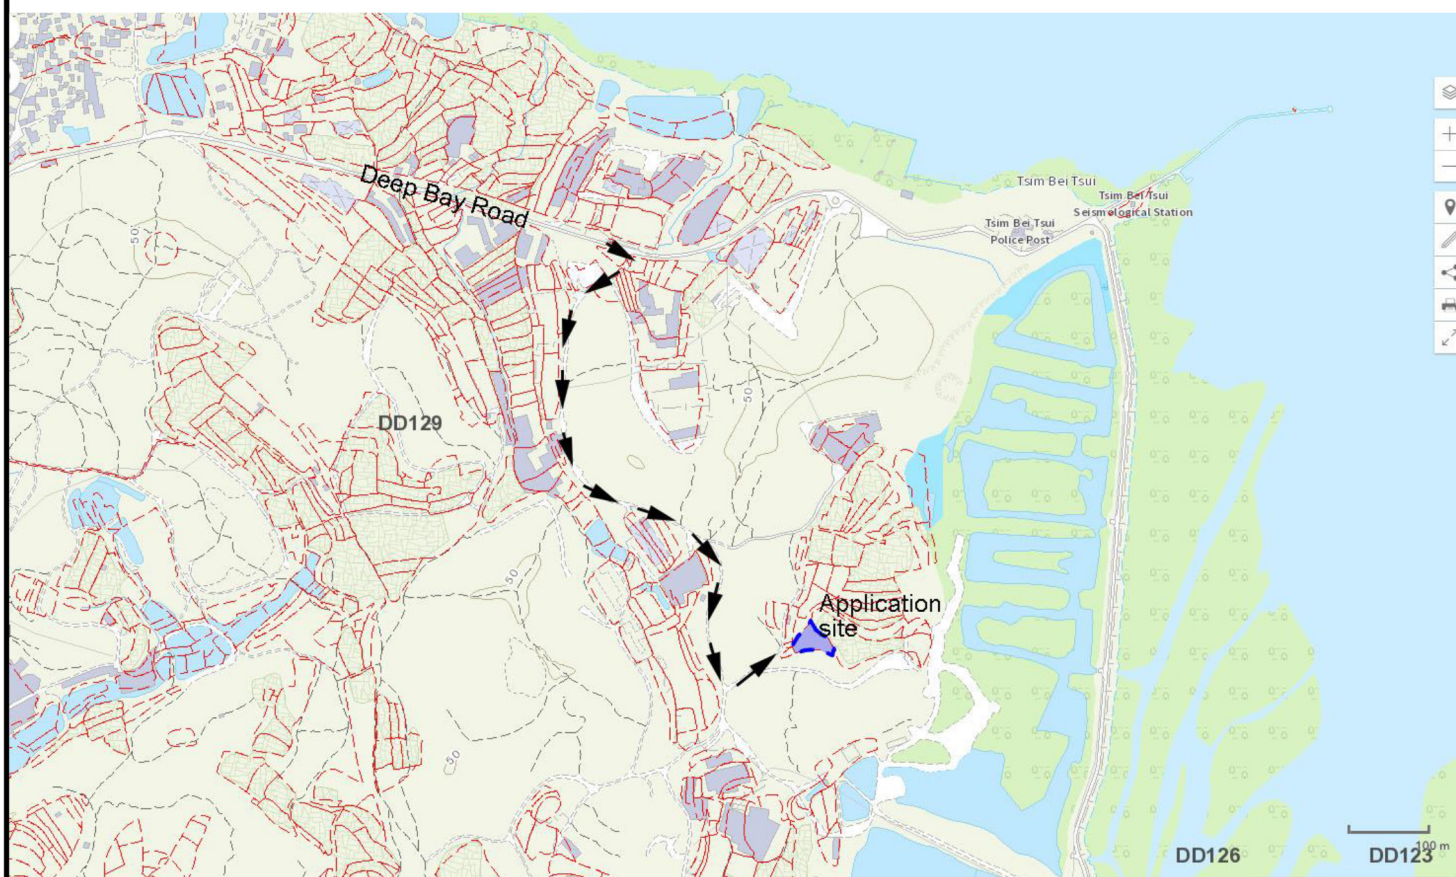 Deep Bay Road
Tsim Bei Tsui
Tsim Bei Tsui
Seismological Station
Tsim Bei Tsui
Police Post
50
50
DD129
50
Application
site
50
100 m
DD126
DD123